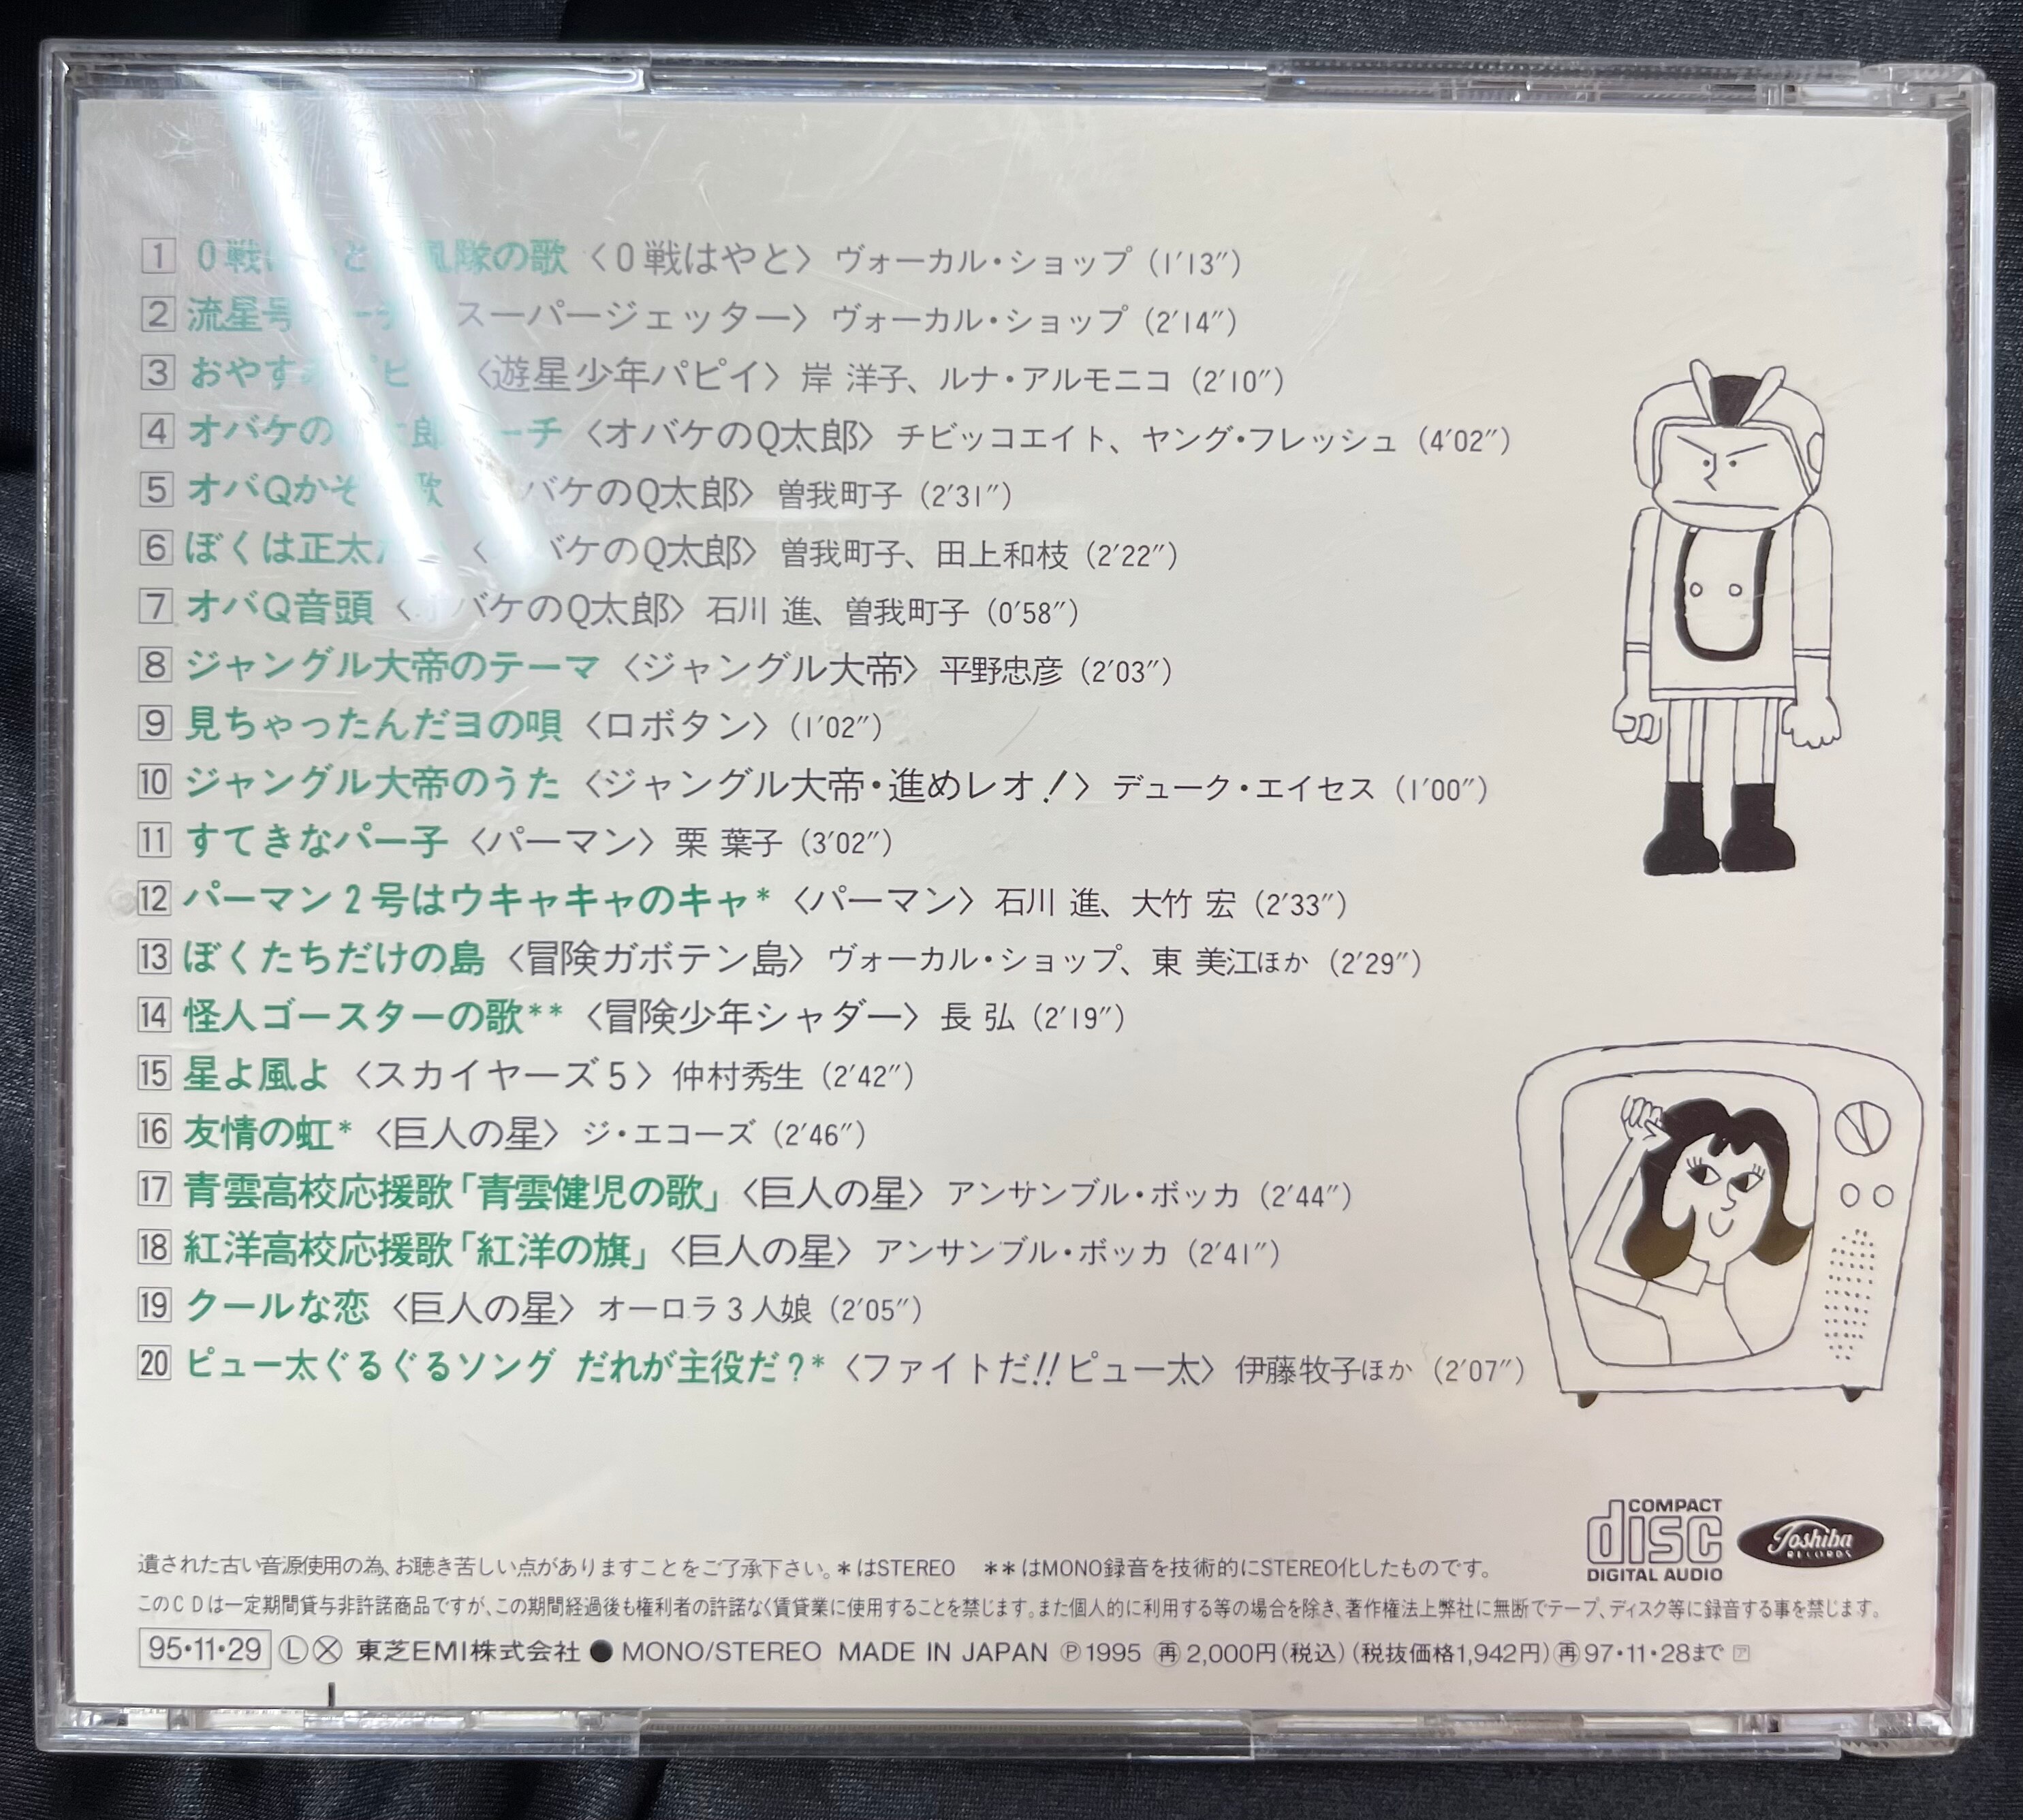 1 0戦 と 隊の歌 〈0戦はやと〉 ヴォーカル・ショップ (1′13″)
2 流星号 スーパージェッター〉 ヴォーカル・ショップ (2′14″)
3 おやす ピ 〈遊星少年パピイ〉 岸 洋子、ルナ・アルモニコ (2′10″)
4 オバケの 郎 ーチ 〈オバケのQ太郎〉 チビッコエイト、ヤング・フレッシュ (4′02″)
5 オバQかぞ 歌 バケのQ太郎〉 曽我町子 (2′31″)
6 ぼくは正太 〈 バケのQ太郎〉 曽我町子、田上和枝 (2′22″)
7 オバQ音頭 〈オバケのQ太郎〉 石川 進、曽我町子 (0′58″)
8 ジャングル大帝のテーマ 〈ジャングル大帝〉 平野忠彦 (2′03″)
9 見ちゃったんだヨの唄 〈ロボタン〉 (1′02″)
10 ジャングル大帝のうた 〈ジャングル大帝・進めレオ!〉 デューク・エイセス (1′00″)
11 すてきなパー子 〈パーマン〉 栗 葉子 (3′02″)
12 パーマン2号はウキャキャのキャ* 〈パーマン〉 石川 進、大竹 宏 (2′33″)
13 ぼくたちだけの島 〈冒険ガボテン島〉 ヴォーカル・ショップ、東 美江ほか (2′29″)
14 怪人ゴースターの歌** 〈冒険少年シャダー〉 長 弘 (2′19″)
15 星よ風よ 〈スカイヤーズ5〉 仲村秀生 (2′42″)
16 友情の虹* 〈巨人の星〉 ジ・エコーズ (2′46″)
17 青雲高校応援歌「青雲健児の歌」 〈巨人の星〉 アンサンブル・ボッカ (2′44″)
18 紅洋高校応援歌「紅洋の旗」 〈巨人の星〉 アンサンブル・ボッカ (2′41″)
19 クールな恋 〈巨人の星〉 オーロラ3人娘 (2′05″)
20 ピュー太ぐるぐるソング だれが主役だ?* 〈ファイトだ!!ピュー太〉 伊藤牧子ほか (2′07″)
COMPACT
disc
DIGITAL AUDIO
Toshiba
RECORDS
遺された古い音源使用の為、お聴き苦しい点がありますことをご了承下さい。*はSTEREO **はMONO録音を技術的にSTEREO化したものです。
このCDは一定期間貸与非許諾商品ですが、この期間経過後も権利者の許諾なく賃貸業に使用することを禁じます。また個人的に利用する等の場合を除き、著作権法上弊社に無断でテープ、ディスク等に録音する事を禁じます。
95・11・29 Ⓛ Ⓧ 東芝EMI株式会社 ● MONO/STEREO MADE IN JAPAN Ⓟ1995 ㊢ 2,000円(税込)(税抜価格1,942円) 再 97・11・28まで ア